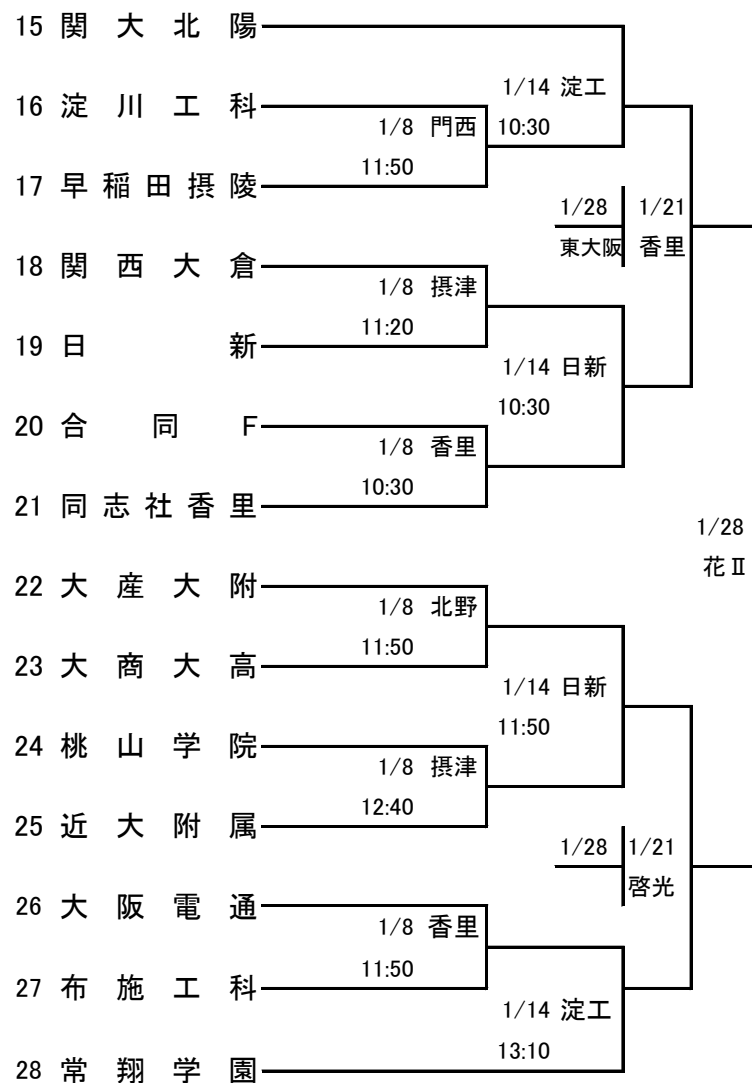 15 関大北陽
1/14 淀工
16 淀川工科
1/8 門西
10:30
11:50
17 早稲田摂陵
1/28
1/21
東大阪
香里
18 関西大倉
1/8 摂津
11:20
19 日新
1/14 日新
10:30
20 合同F
1/8 香里
10:30
21 同志社香里
1/28
花Ⅱ
22 大産大附
1/8 北野
11:50
23 大商大高
1/14 日新
11:50
24 桃山学院
1/8 摂津
12:40
25 近大附属
1/28
1/21
啓光
26 大阪電通
1/8 香里
11:50
27 布施工科
1/14 淀工
13:10
28 常翔学園